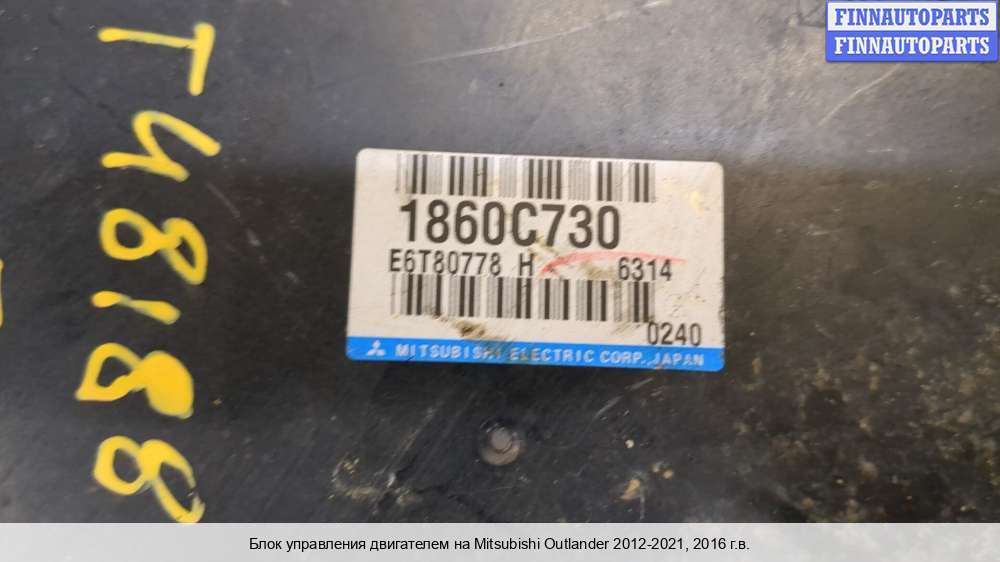 FINNAUTOPARTS
FINNAUTOPARTS
T48188
1860C730
E6T80778 H 6314
0240
MITSUBISHI ELECTRIC CORP. JAPAN
Блок управления двигателем на Mitsubishi Outlander 2012-2021, 2016 г.в.